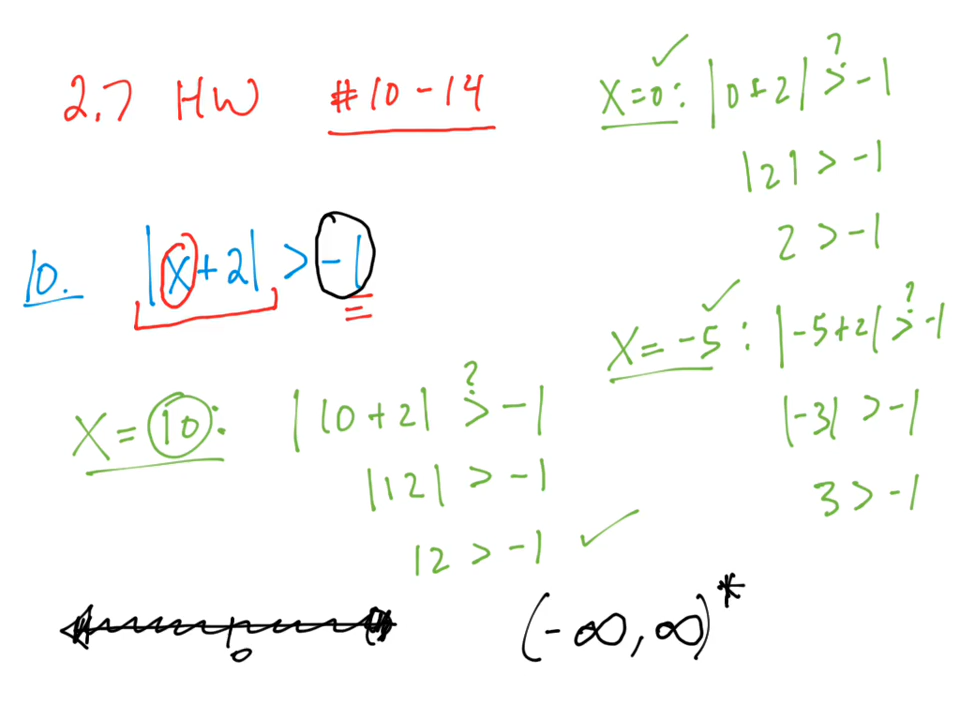 2.7 HW #10-14
10. |x+2| > -1
X = 10: |10+2| >? -1
|12| > -1
12 > -1 ✓
X=0: ✓ |0+2| >? -1
|2| > -1
2 > -1
X = -5: ✓ |-5+2| >? -1
|-3| > -1
3 > -1
0
(-∞, ∞)*